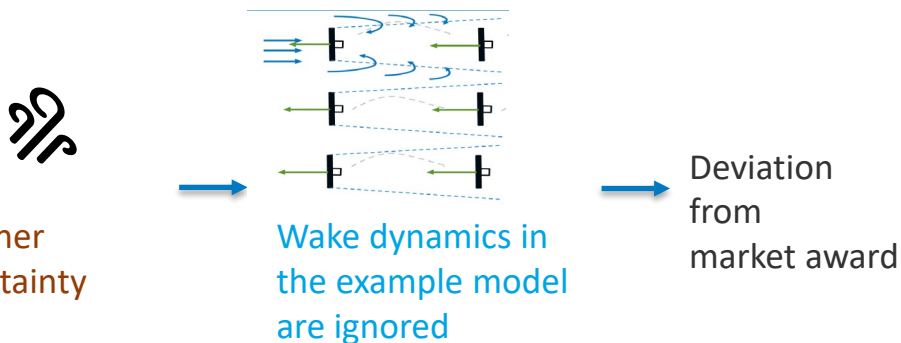 Wake dynamics in
the example model
are ignored
Deviation
from
market award